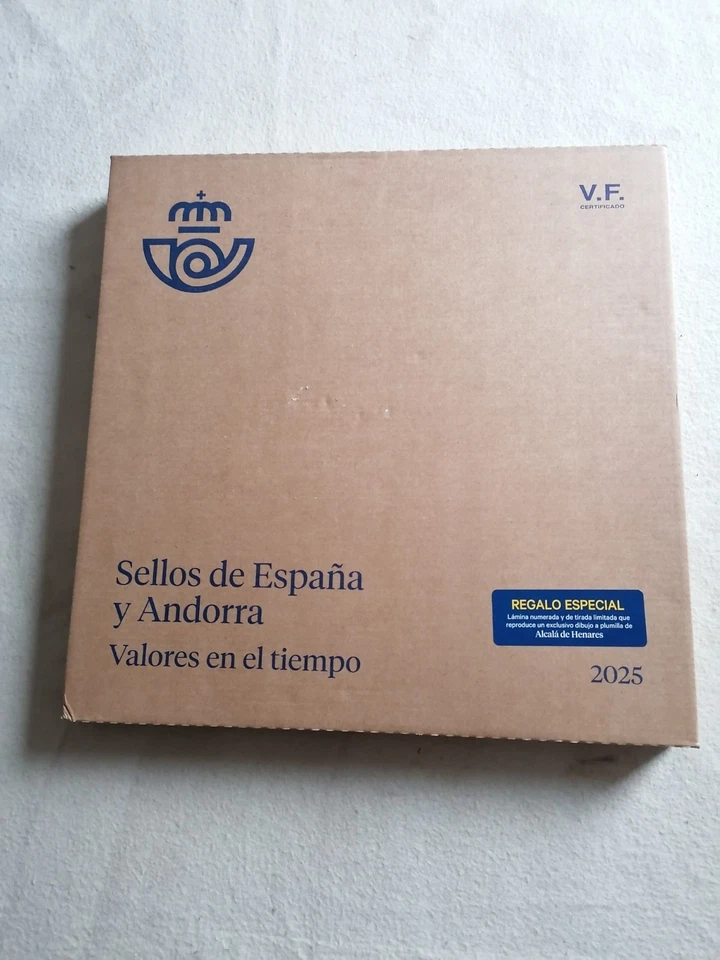 V.F.
CERTIFICADO
Sellos de España
y Andorra
Valores en el tiempo
REGALO ESPECIAL
Lámina numerada y de tirada limitada que
reproduce un exclusivo dibujo a plumilla de
Alcalá de Henares
2025